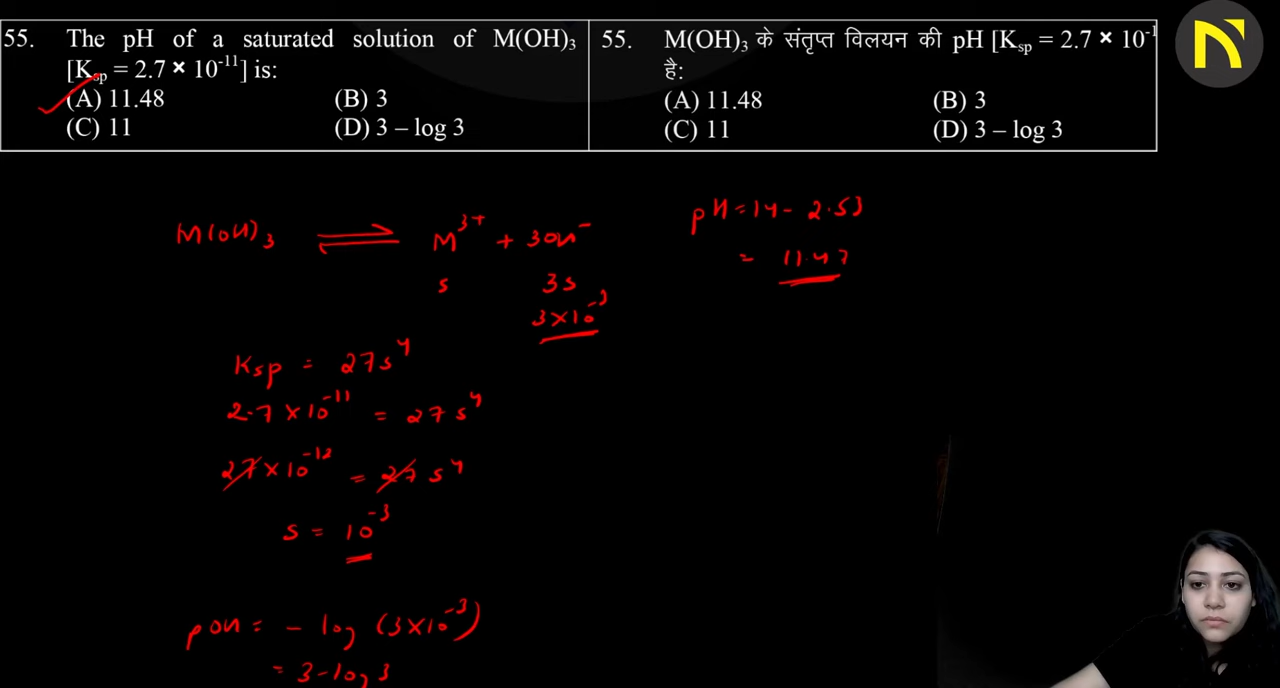 55. The pH of a saturated solution of M(OH)₃
[Kₛₚ = 2.7 × 10⁻¹¹] is:
(A) 11.48 (B) 3
(C) 11 (D) 3 – log 3
55. M(OH)₃ के संतृप्त विलयन की pH [Kₛₚ = 2.7 × 10⁻¹
है:
(A) 11.48 (B) 3
(C) 11 (D) 3 – log 3
M(OH)₃ ⇌ M³⁺ + 3OH⁻
s 3s
3×10⁻³
Ksp = 27s⁴
2.7×10⁻¹¹ = 27s⁴
27×10⁻¹² = 27s⁴
s = 10⁻³
pOH = - log (3×10⁻³)
= 3-log3
pH = 14 - 2.53
= 11.47